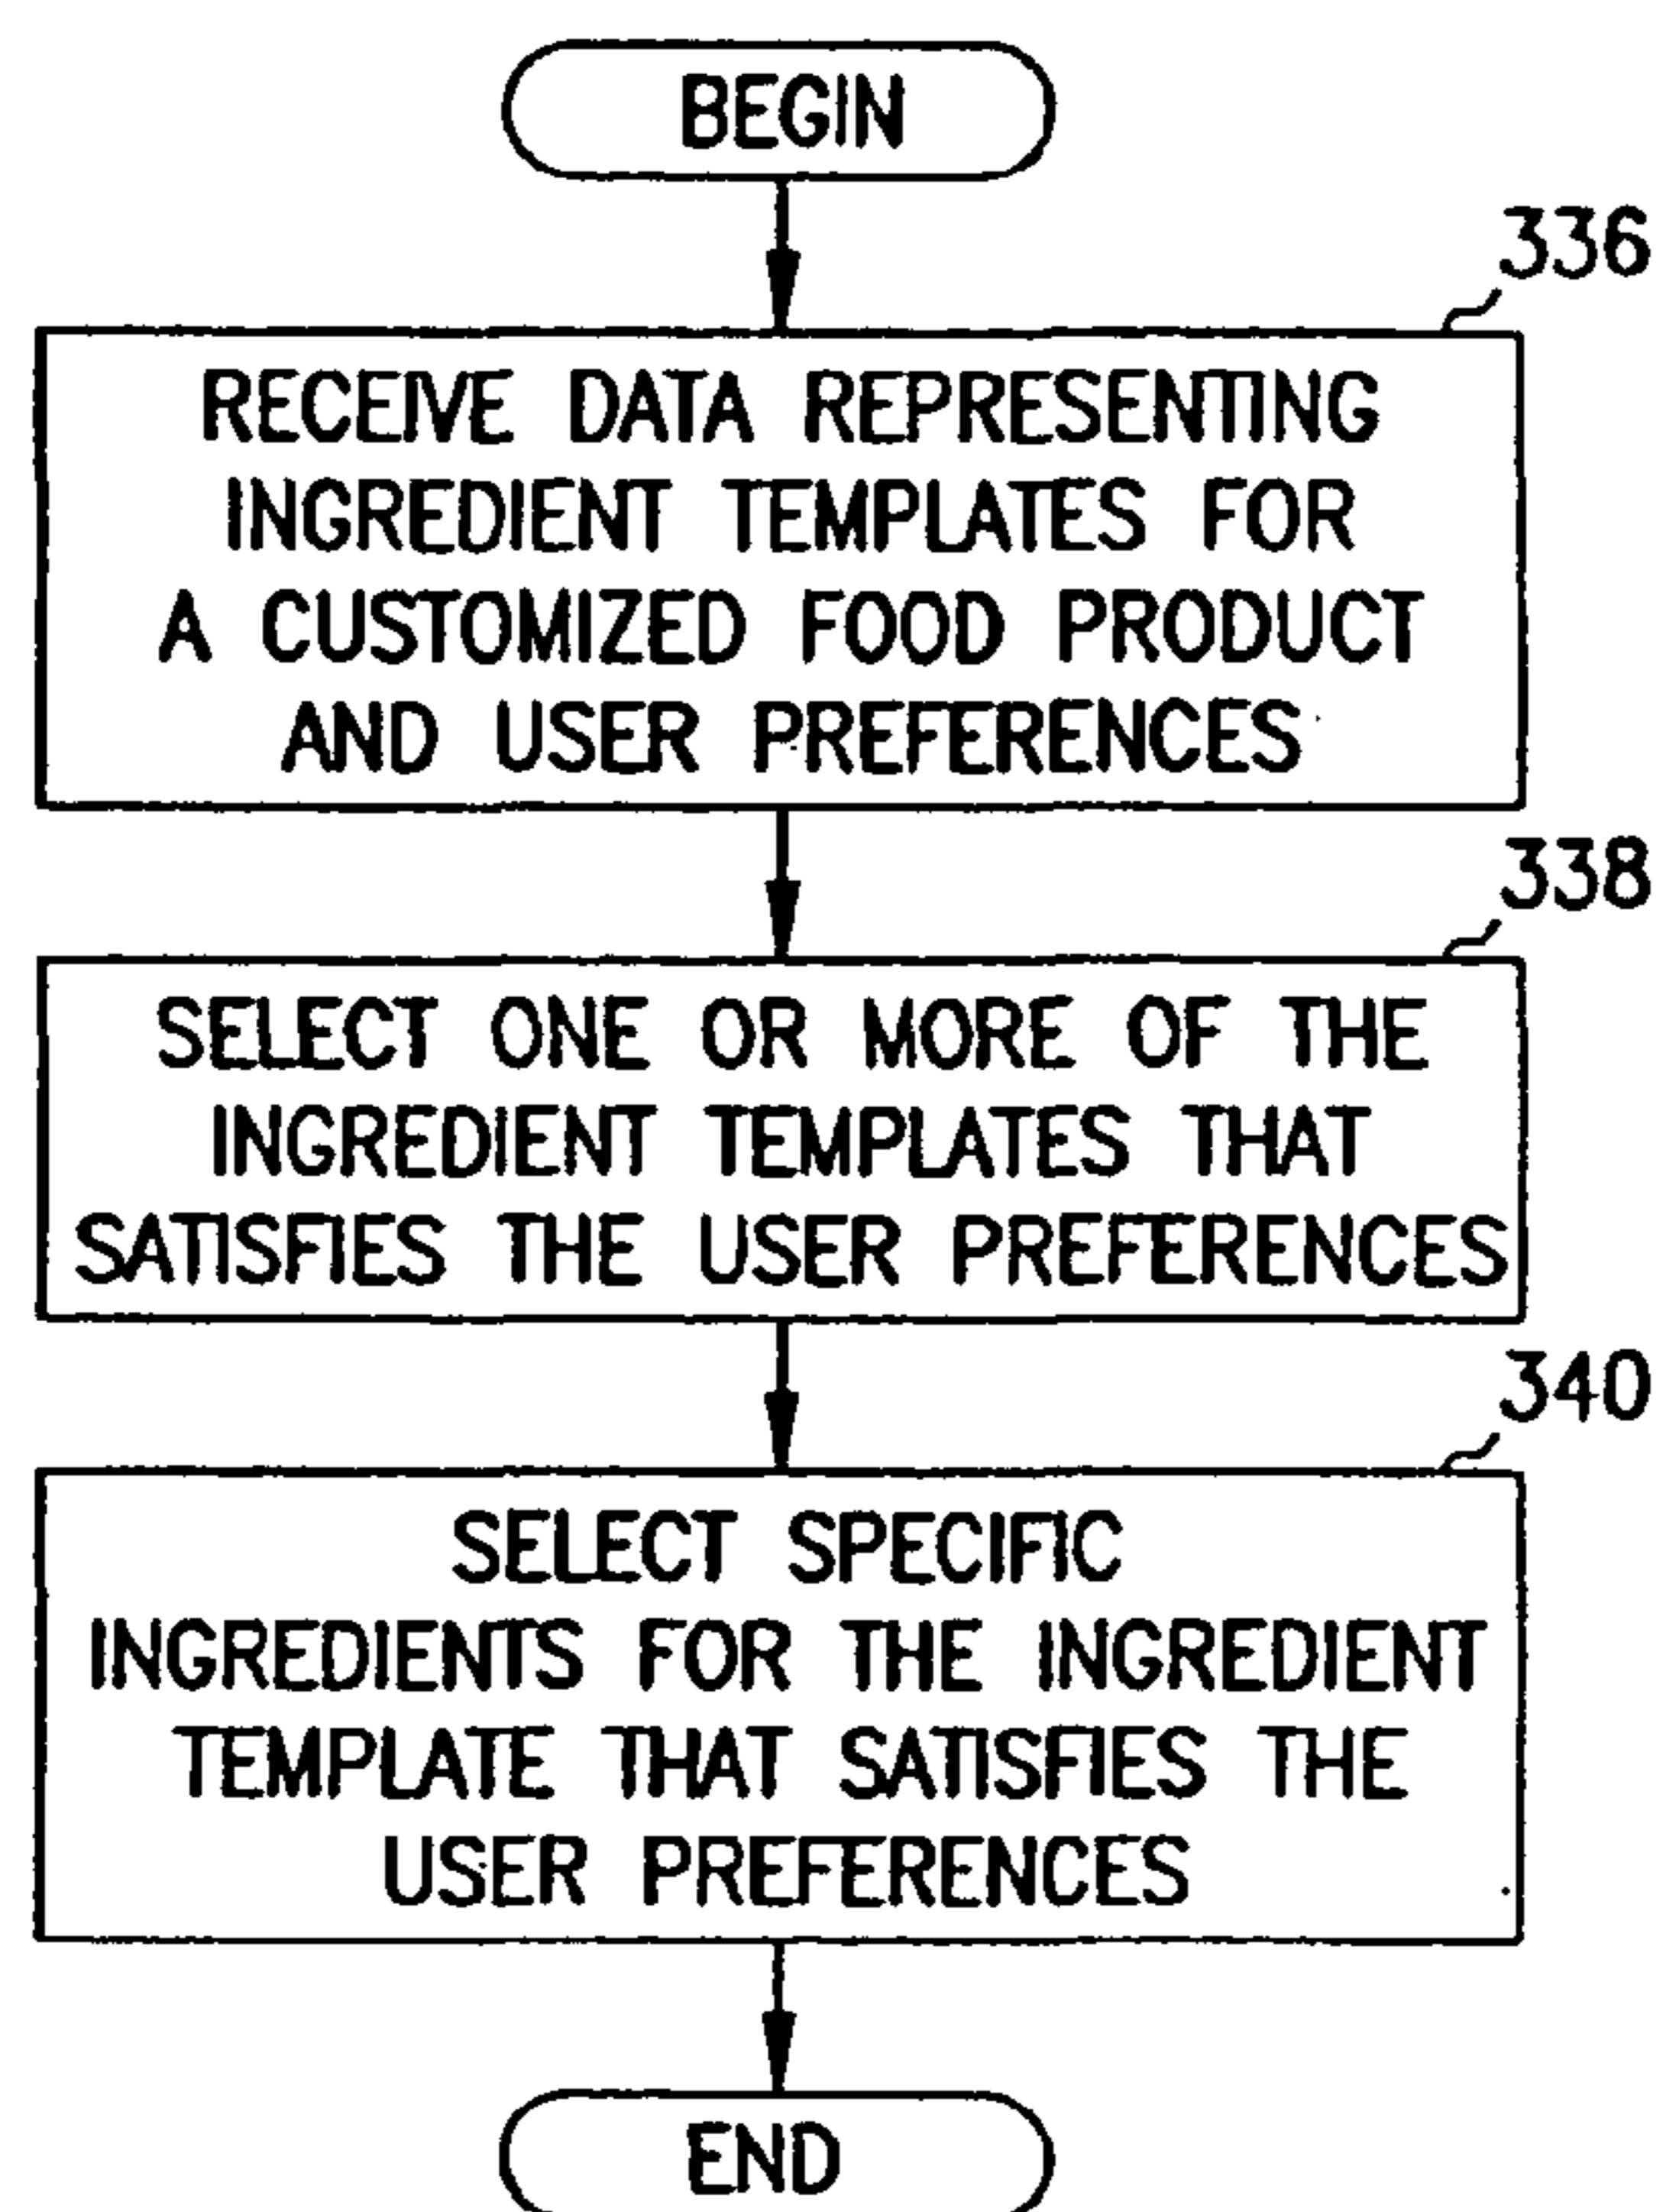 BEGIN
336
RECEIVE DATA REPRESENTING
INGREDIENT TEMPLATES FOR
A CUSTOMIZED FOOD PRODUCT
AND USER PREFERENCES
338
SELECT ONE OR MORE OF THE
INGREDIENT TEMPLATES THAT
SATISFIES THE USER PREFERENCES
340
SELECT SPECIFIC
INGREDIENTS FOR THE INGREDIENT
TEMPLATE THAT SATISFIES THE
USER PREFERENCES
END